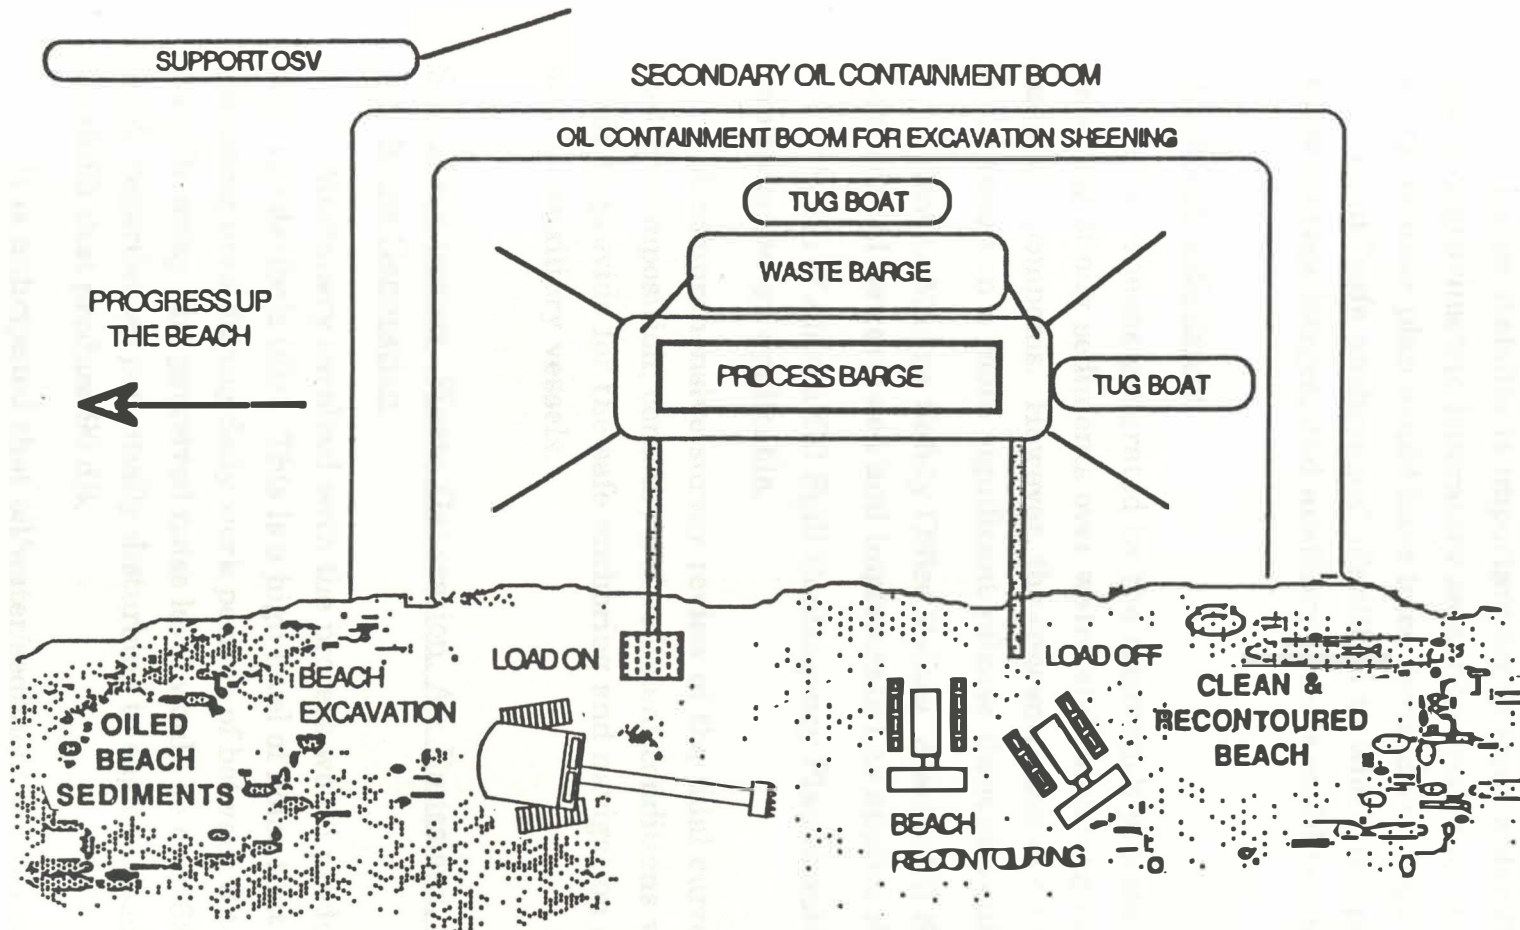 SUPPORT OSV
SECONDARY OIL CONTAINMENT BOOM
OIL CONTAINMENT BOOM FOR EXCAVATION SHEENING
TUG BOAT
WASTE BARGE
PROGRESS UP
THE BEACH
PROCESS BARGE
TUG BOAT
LOAD ON
LOAD OFF
BEACH
EXCAVATION
CLEAN &
RECONTOURED
BEACH
OILED
BEACH
SEDIMENTS
BEACH
RECONTOURING